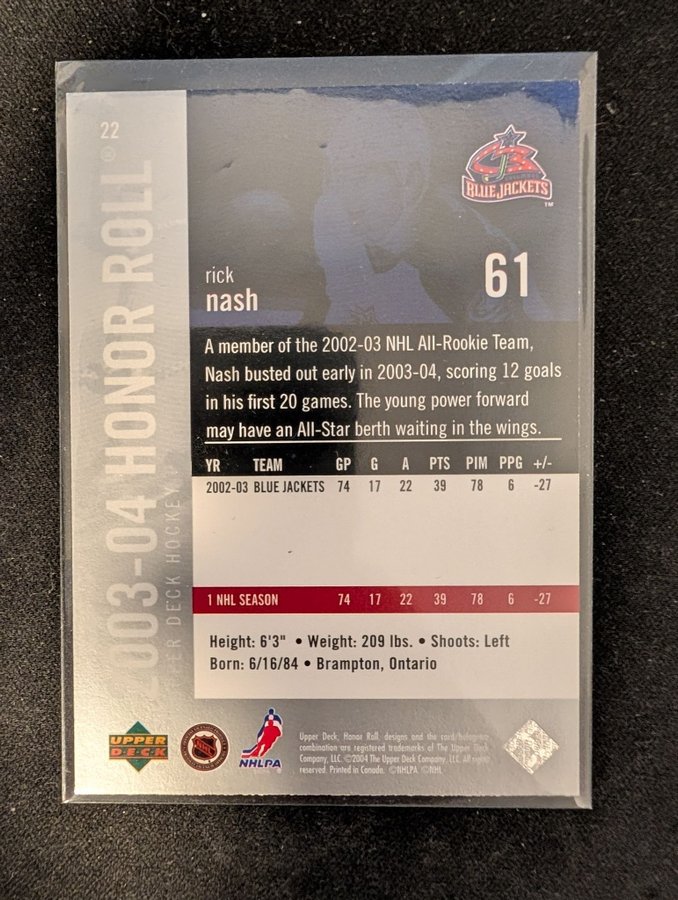 22
2003-04 HONOR ROLL®
UPPER DECK HOCKEY
BLUE JACKETS
TM
rick
nash
61
A member of the 2002-03 NHL All-Rookie Team,
Nash busted out early in 2003-04, scoring 12 goals
in his first 20 games. The young power forward
may have an All-Star berth waiting in the wings.
YR TEAM GP G A PTS PIM PPG +/-
2002-03 BLUE JACKETS 74 17 22 39 78 6 -27
1 NHL SEASON 74 17 22 39 78 6 -27
Height: 6'3" • Weight: 209 lbs. • Shoots: Left
Born: 6/16/84 • Brampton, Ontario
UPPER
DECK
NHL
NHLPA
Upper Deck, Honor Roll, designs and the card/hologram
combination are registered trademarks of The Upper Deck
Company, LLC. ©2004 The Upper Deck Company, LLC. All rights
reserved. Printed in Canada. ©NHLPA ©NHL